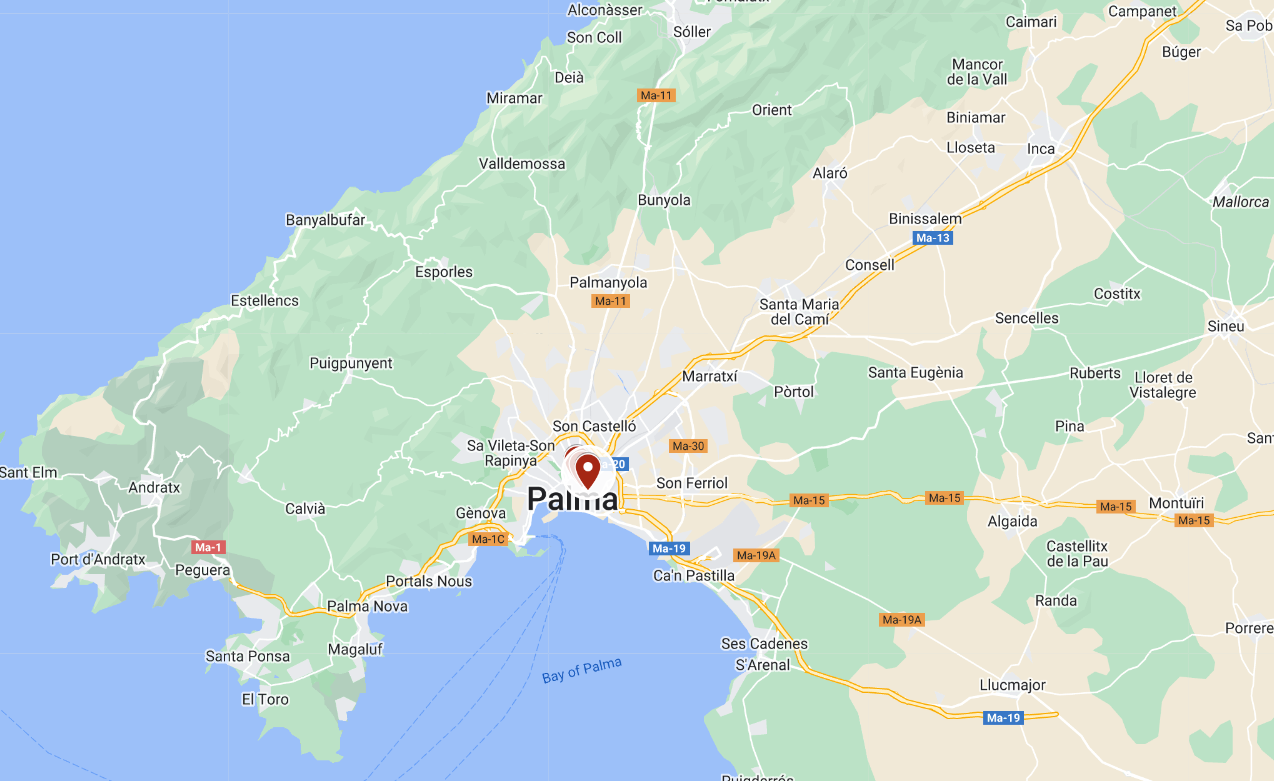 Alconàsser
Sóller
Son Coll
Campanet
Caimari
Sa Pob
Búger
Deià
Mancor
de la Vall
Miramar
Ma-11
Orient
Biniamar
Lloseta
Inca
Valldemossa
Alaró
Bunyola
Mallorca
Banyalbufar
Binissalem
Ma-13
Consell
Esporles
Palmanyola
Ma-11
Costitx
Estellencs
Santa Maria
del Camí
Sencelles
Sineu
Puigpunyent
Marratxí
Santa Eugènia
Ruberts
Lloret de
Vistalegre
Pòrtol
Son Castelló
Pina
Sam
Sa Vileta-Son
Rapinya
Ma-30
a-20
Sant Elm
Andratx
Son Ferriol
Palma
Ma-15
Ma-15
Ma-15
Montuïri
Ma-15
Calvià
Gènova
Algaida
Ma-1C
Ma-1
Ma-19
Ma-19A
Castellitx
de la Pau
Port d'Andratx
Peguera
Portals Nous
Ca'n Pastilla
Palma Nova
Randa
Ma-19A
Porrere
Magaluf
Santa Ponsa
Ses Cadenes
S'Arenal
Bay of Palma
El Toro
Llucmajor
Ma-19